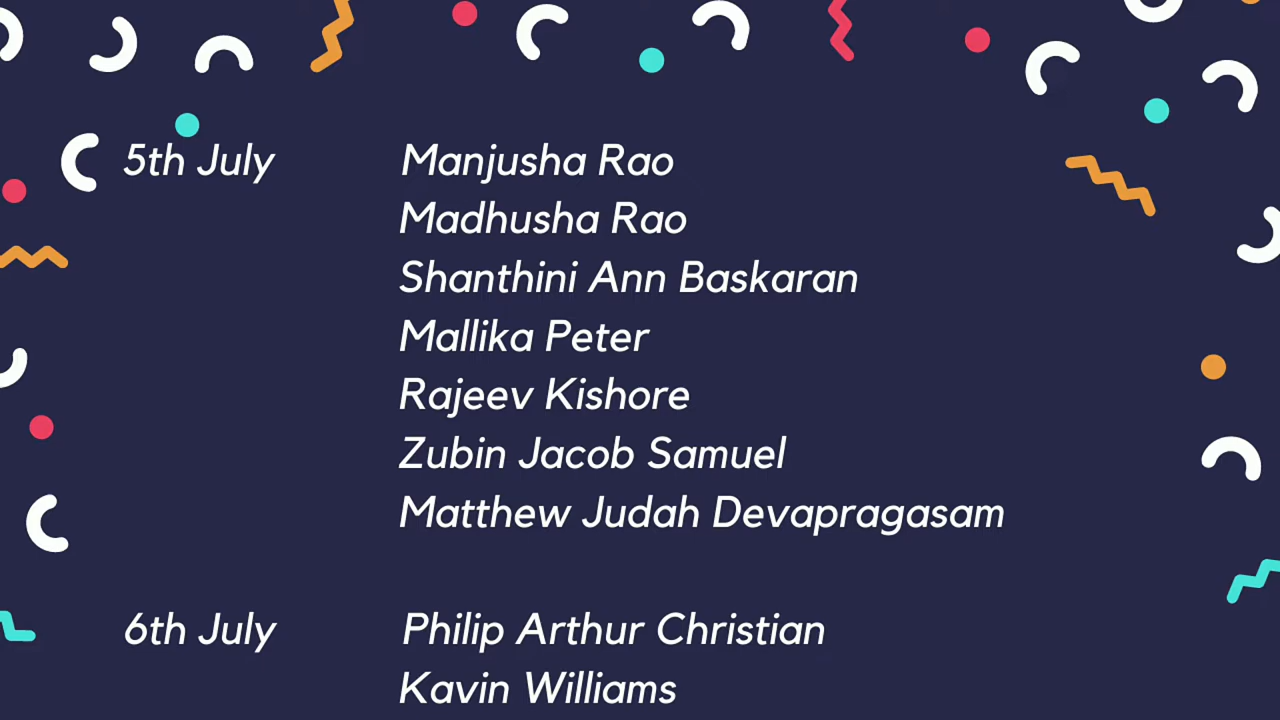 5th July Manjusha Rao
Madhusha Rao
Shanthini Ann Baskaran
Mallika Peter
Rajeev Kishore
Zubin Jacob Samuel
Matthew Judah Devapragasam
6th July Philip Arthur Christian
Kavin Williams